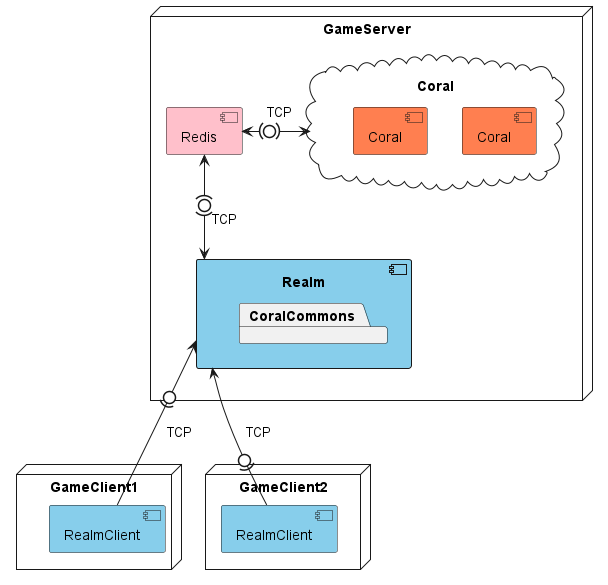 GameServer
Coral
TCP
Redis
Coral
Coral
TCP
Realm
CoralCommons
TCP
TCP
GameClient1
GameClient2
RealmClient
RealmClient